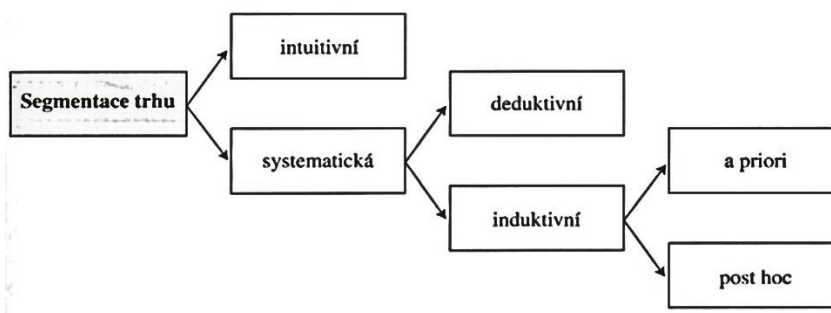 intuitivní
Segmentace trhu
deduktivní
systematická
a priori
induktivní
post hoc